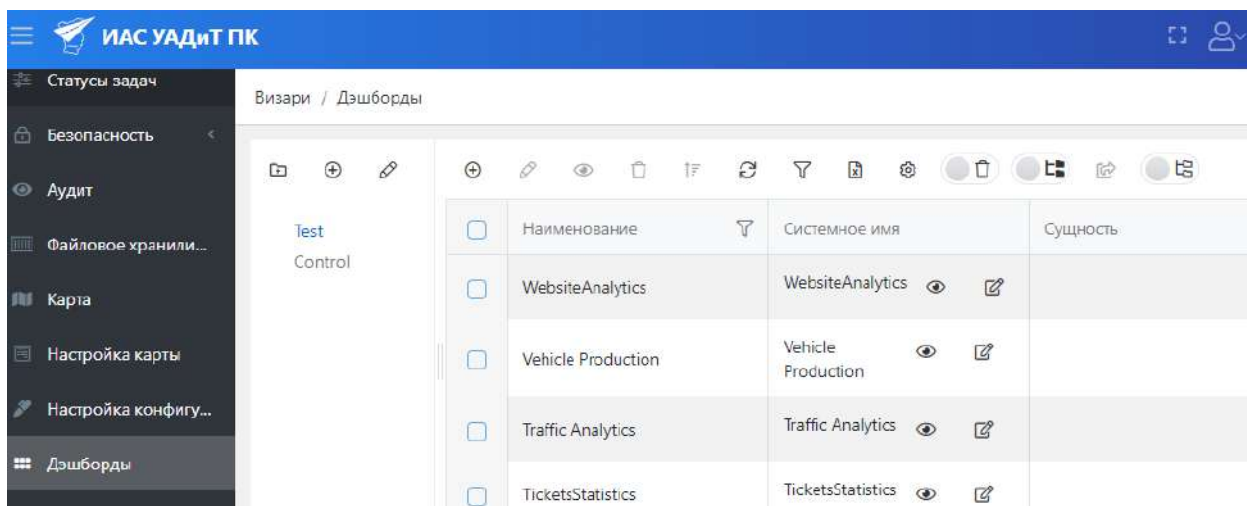 ИАС УАДиТ ПК
Статусы задач
Безопасность
Аудит
Файловое хранили...
Карта
Настройка карты
Настройка конфигу...
Дэшборды
Визари / Дэшборды
Test
Control
Наименование Системное имя Сущность
WebsiteAnalytics WebsiteAnalytics
Vehicle Production Vehicle
Production
Traffic Analytics Traffic Analytics
TicketsStatistics TicketsStatistics